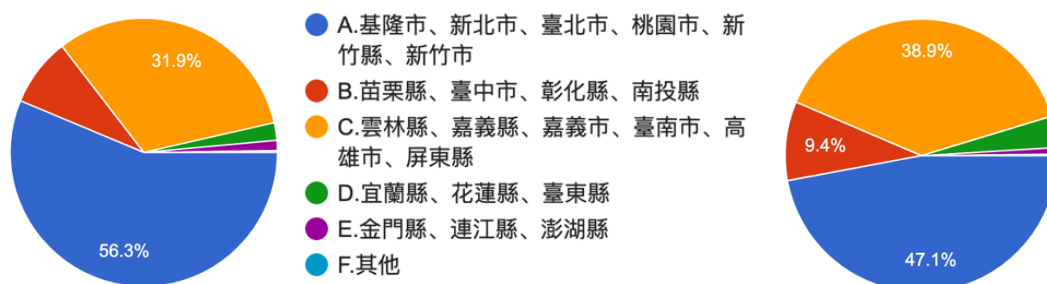 31.9%
56.3%
A.基隆市、新北市、臺北市、桃園市、新
竹縣、新竹市
B.苗栗縣、臺中市、彰化縣、南投縣
C.雲林縣、嘉義縣、嘉義市、臺南市、高
雄市、屏東縣
D.宜蘭縣、花蓮縣、臺東縣
E.金門縣、連江縣、澎湖縣
F.其他
38.9%
9.4%
47.1%